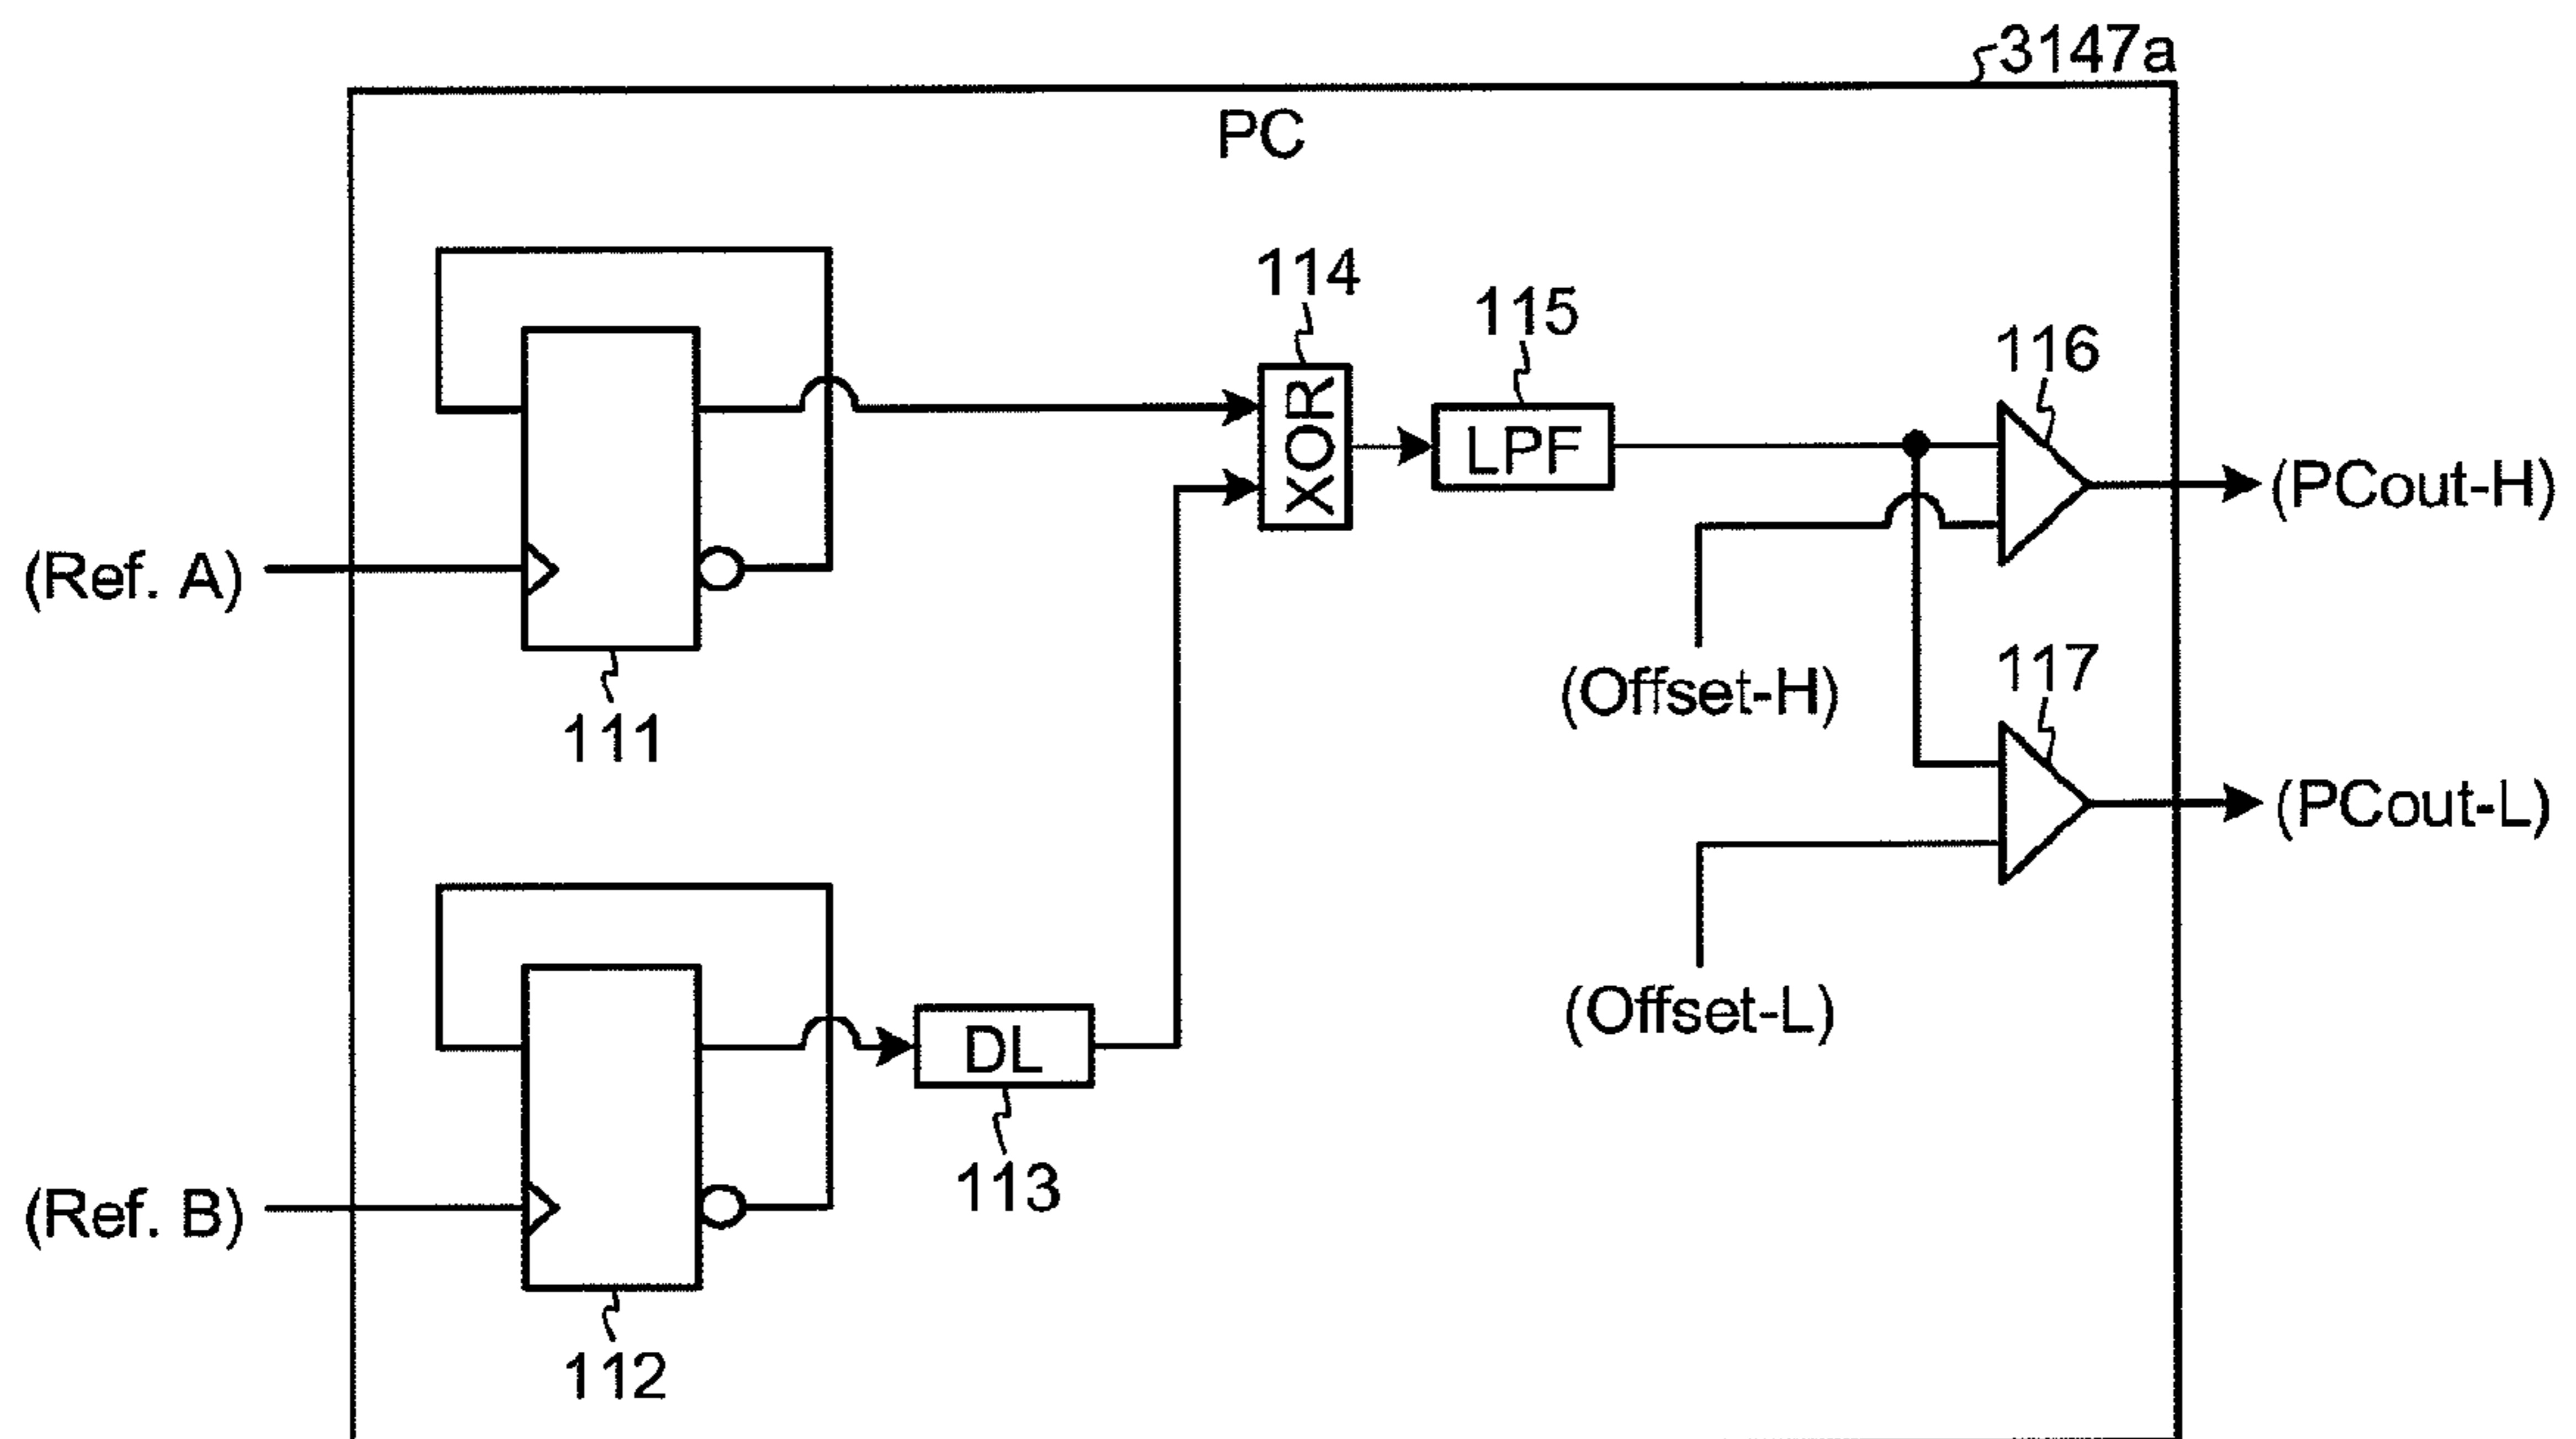 3147a
PC
114
115
116
XOR
LPF
(PCout-H)
(Ref. A)
(Offset-H)
117
111
(PCout-L)
(Offset-L)
DL
113
(Ref. B)
112